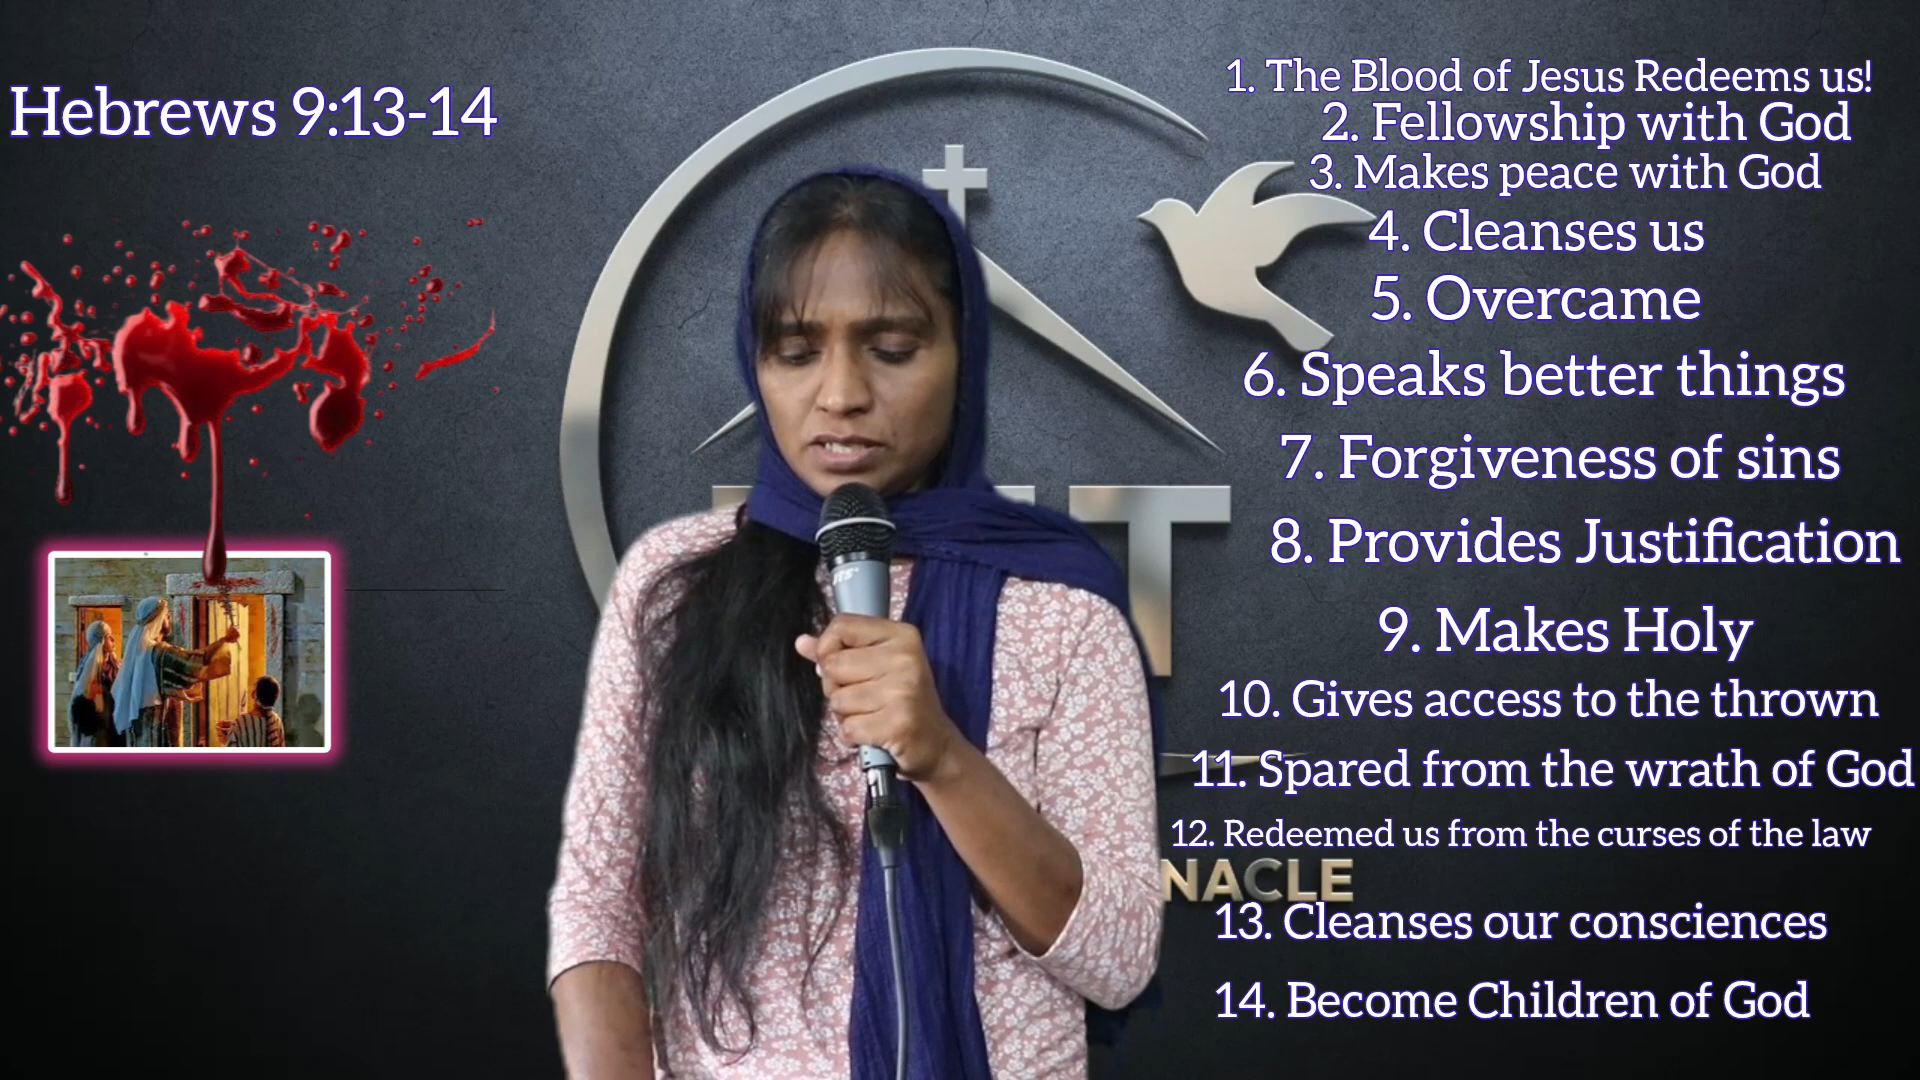 Hebrews 9:13-14
1. The Blood of Jesus Redeems us!
2. Fellowship with God
3. Makes peace with God
4. Cleanses us
5. Overcame
6. Speaks better things
7. Forgiveness of sins
8. Provides Justification
9. Makes Holy
10. Gives access to the thrown
11. Spared from the wrath of God
12. Redeemed us from the curses of the law
NACLE
13. Cleanses our consciences
14. Become Children of God